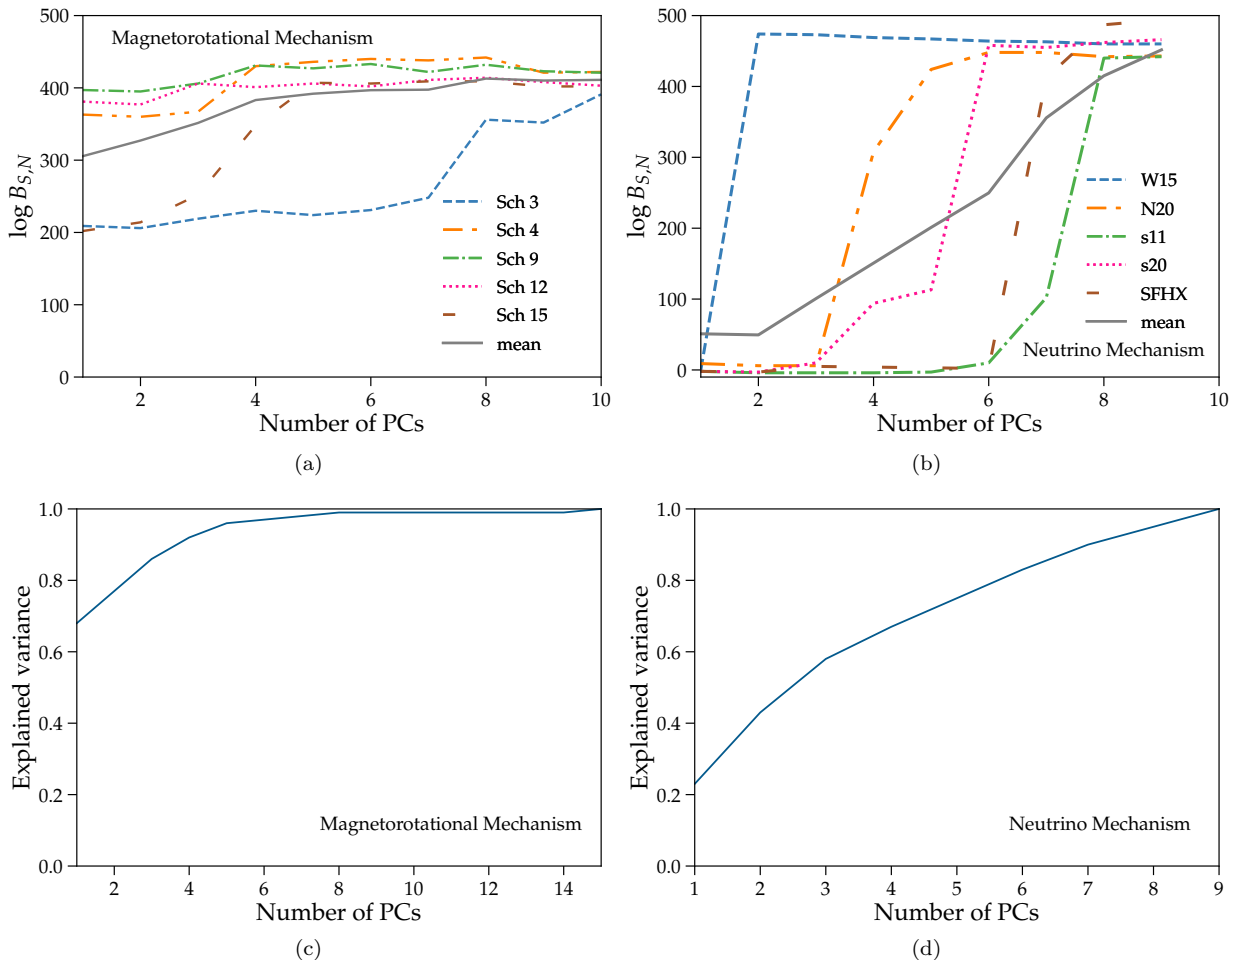 500
400
300
200
100
0
log B_{S,N}
Magnetorotational Mechanism
Sch 3
Sch 4
Sch 9
Sch 12
Sch 15
mean
2 4 6 8 10
Number of PCs
(a)
500
400
300
200
100
0
log B_{S,N}
W15
N20
s11
s20
SFHX
mean
Neutrino Mechanism
2 4 6 8 10
Number of PCs
(b)
1.0
0.8
0.6
0.4
0.2
0.0
Explained variance
Magnetorotational Mechanism
2 4 6 8 10 12 14
Number of PCs
(c)
1.0
0.8
0.6
0.4
0.2
0.0
Explained variance
Neutrino Mechanism
1 2 3 4 5 6 7 8 9
Number of PCs
(d)